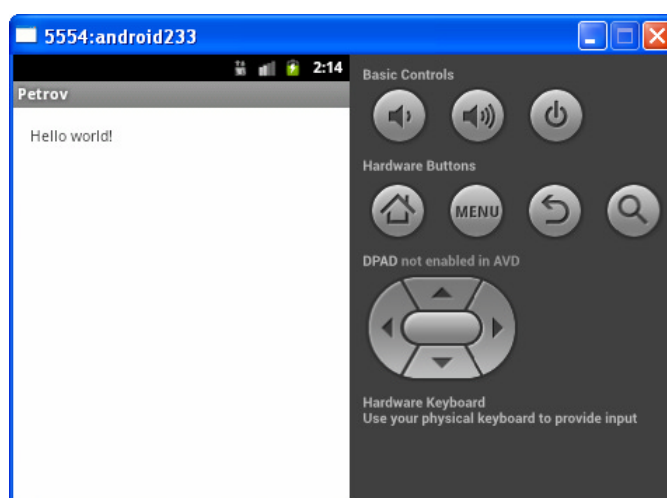 5554:android233
2:14
Petrov
Hello world!
Basic Controls
Hardware Buttons
MENU
DPAD not enabled in AVD
Hardware Keyboard
Use your physical keyboard to provide input